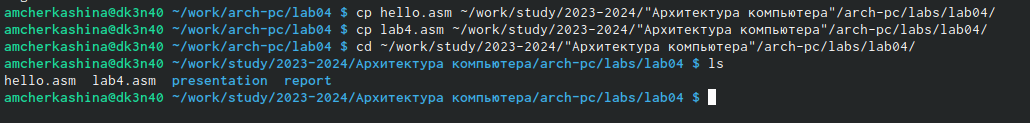 amcherkashina@dk3n40 ~/work/arch-pc/lab04 $ cp hello.asm ~/work/study/2023-2024/"Архитектура компьютера"/arch-pc/labs/lab04/
amcherkashina@dk3n40 ~/work/arch-pc/lab04 $ cp lab4.asm ~/work/study/2023-2024/"Архитектура компьютера"/arch-pc/labs/lab04/
amcherkashina@dk3n40 ~/work/arch-pc/lab04 $ cd ~/work/study/2023-2024/"Архитектура компьютера"/arch-pc/labs/lab04/
amcherkashina@dk3n40 ~/work/study/2023-2024/Архитектура компьютера/arch-pc/labs/lab04 $ ls
hello.asm  lab4.asm  presentation  report
amcherkashina@dk3n40 ~/work/study/2023-2024/Архитектура компьютера/arch-pc/labs/lab04 $